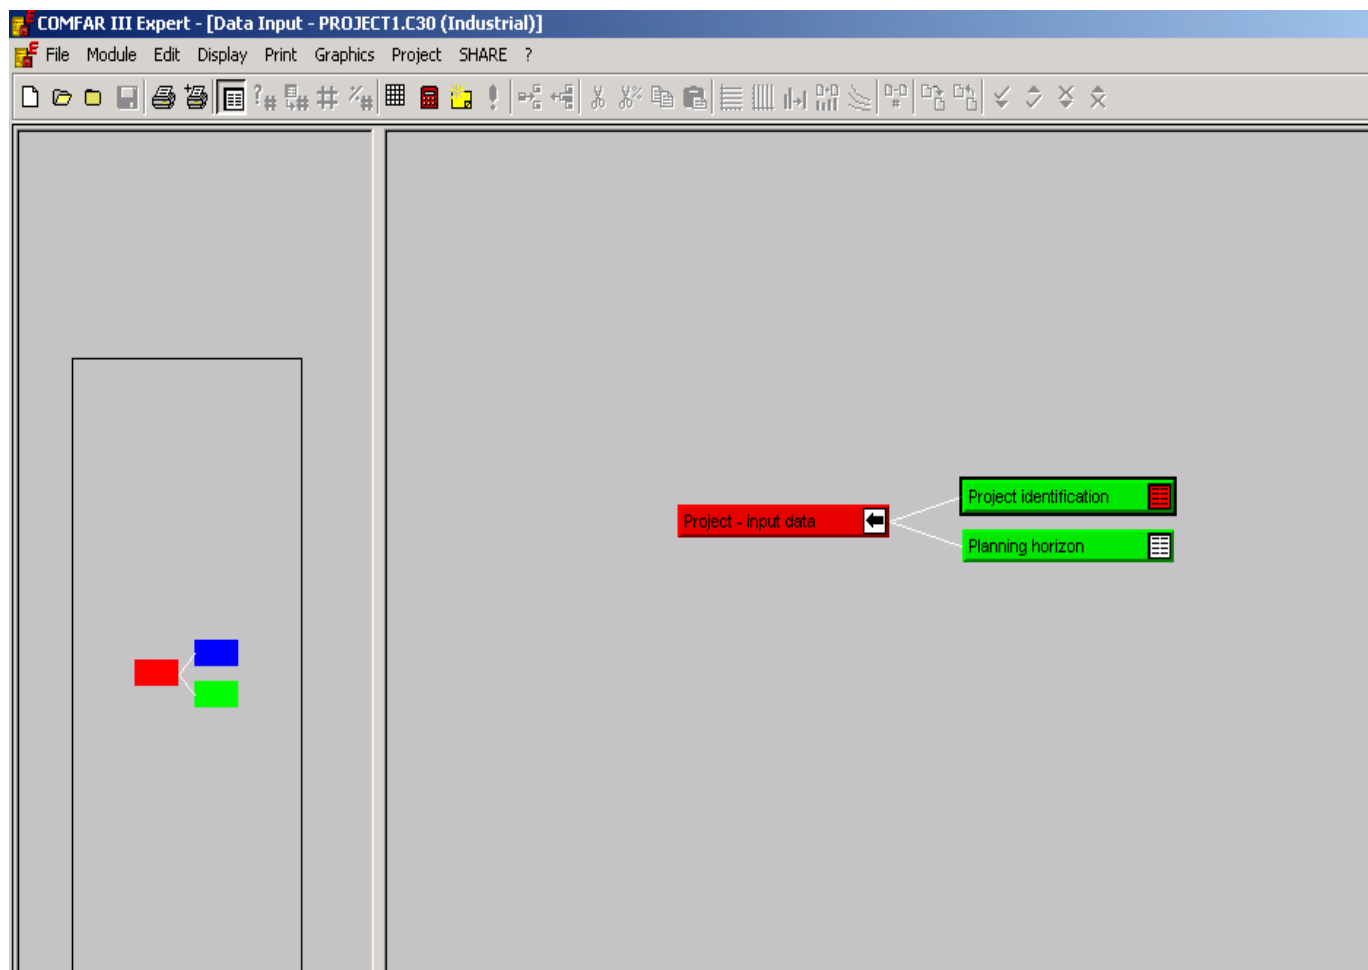 COMFAR III Expert - [Data Input - PROJECT1.C30 (Industrial)]
File Module Edit Display Print Graphics Project SHARE ?
Project identification
Project - input data
Planning horizon